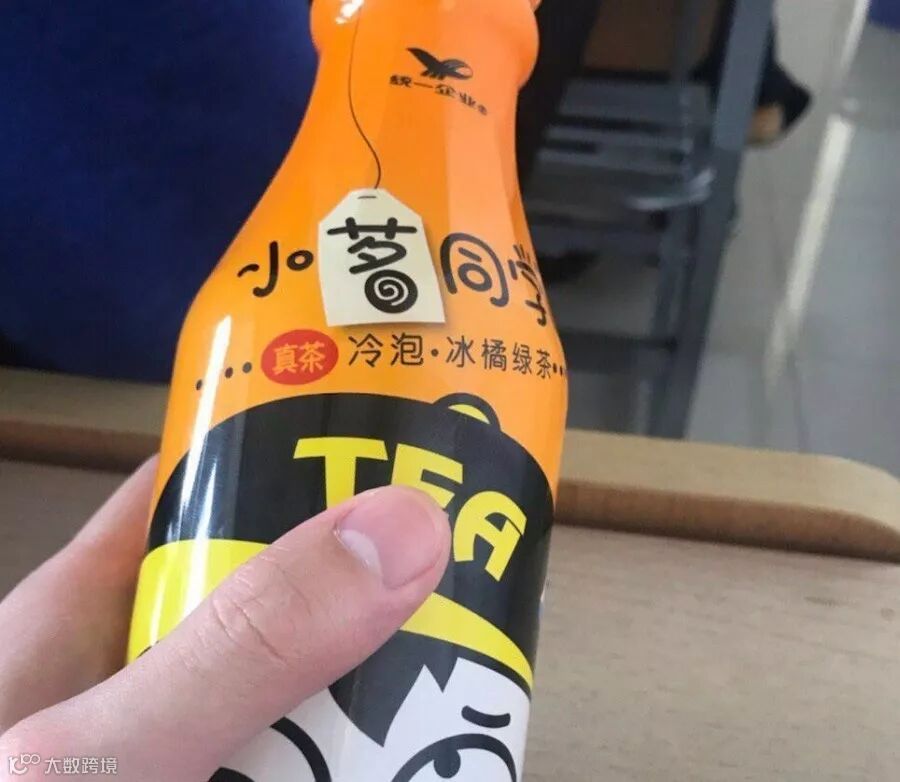 统一企业
小茗同学
真茶 冷泡·冰橘绿茶
TEA
大数跨境